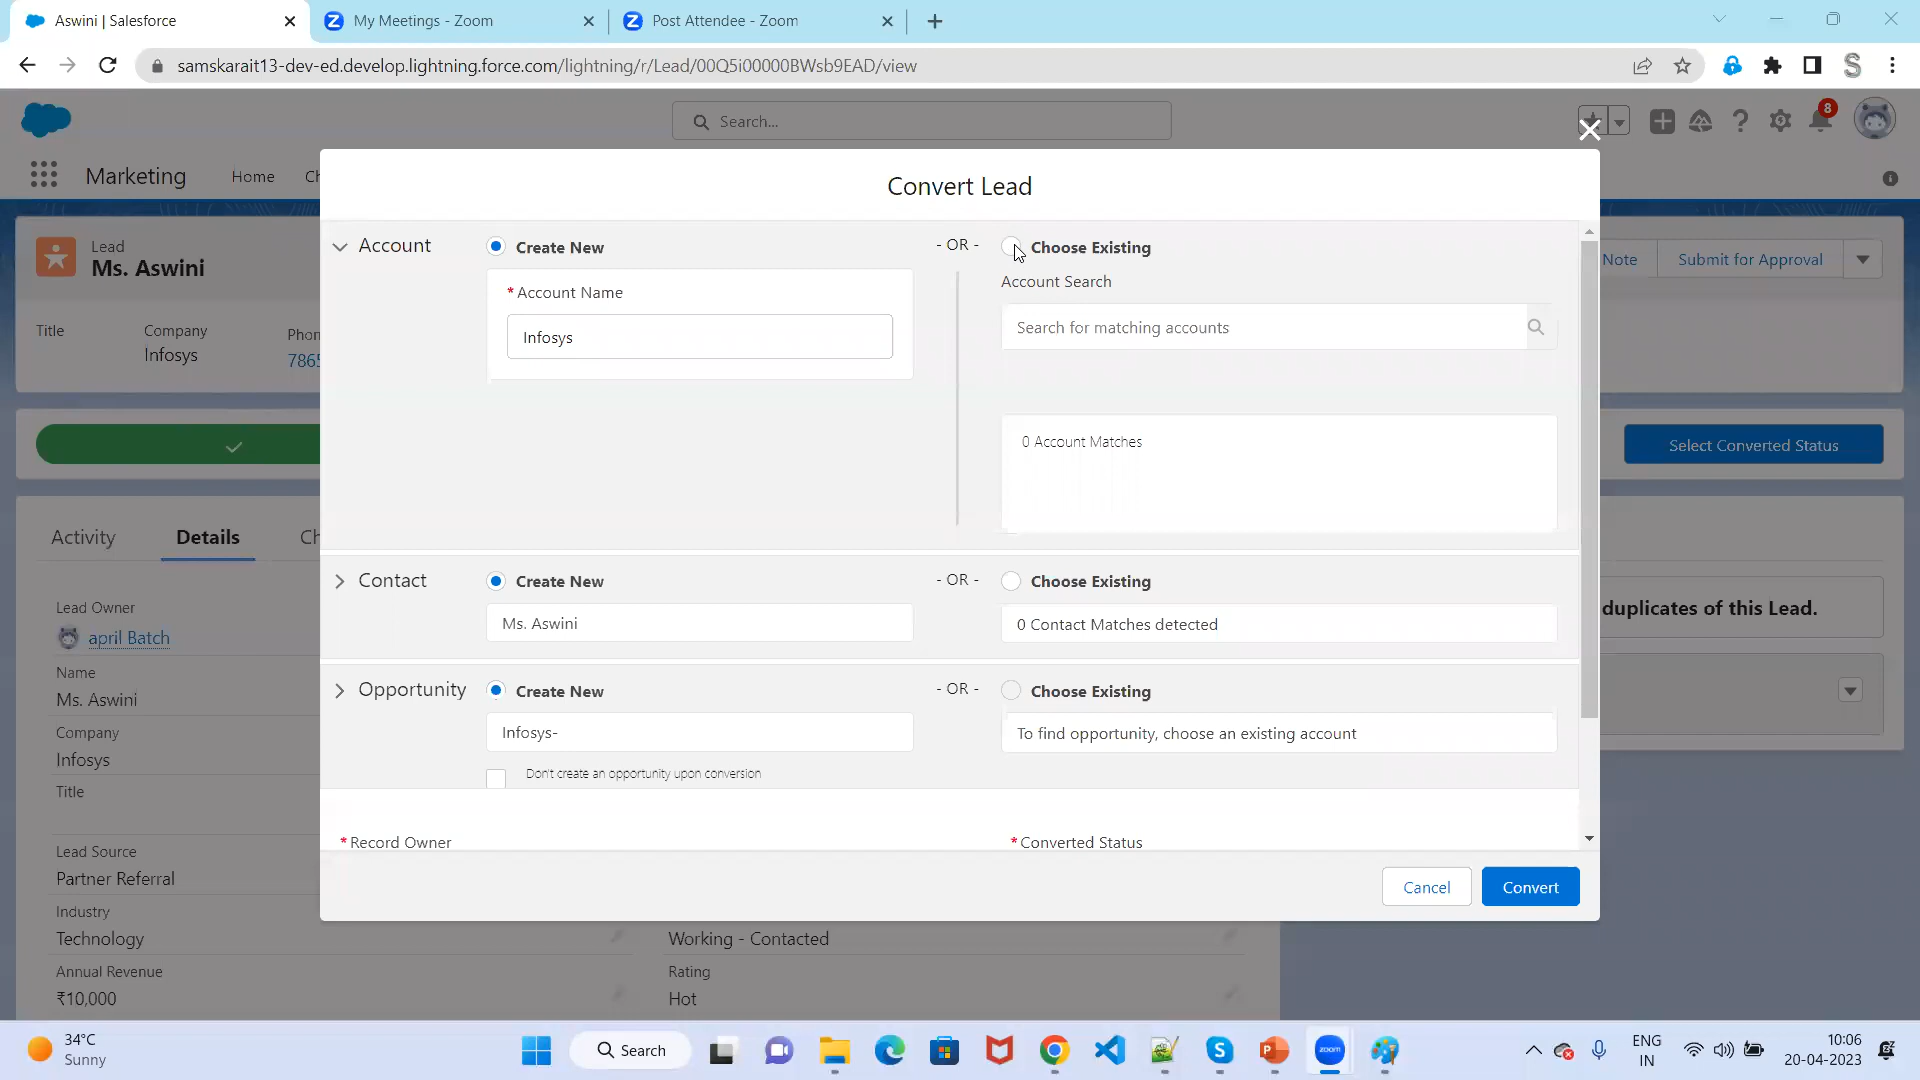 Aswini | Salesforce
My Meetings - Zoom
Post Attendee - Zoom
samskarait13-dev-ed.develop.lightning.force.com/lightning/r/Lead/00Q5i00000BWsb9EAD/view
Search...
8
Marketing
Home
Ch
Convert Lead
Lead
Ms. Aswini
Note
Submit for Approval
Title
Company
Infosys
Phon
7865
Account
Create New
- OR -
Choose Existing
* Account Name
Infosys
Account Search
Search for matching accounts
0 Account Matches
Select Converted Status
Activity
Details
Ch
Contact
Create New
- OR -
Choose Existing
Ms. Aswini
0 Contact Matches detected
duplicates of this Lead.
Opportunity
Create New
- OR -
Choose Existing
Infosys-
To find opportunity, choose an existing account
Don't create an opportunity upon conversion
* Record Owner
* Converted Status
Cancel
Convert
Lead Owner
april Batch
Name
Ms. Aswini
Company
Infosys
Title
Lead Source
Partner Referral
Industry
Technology
Working - Contacted
Annual Revenue
₹10,000
Rating
Hot
34°C
Sunny
Search
zoom
ENG
IN
10:06
20-04-2023